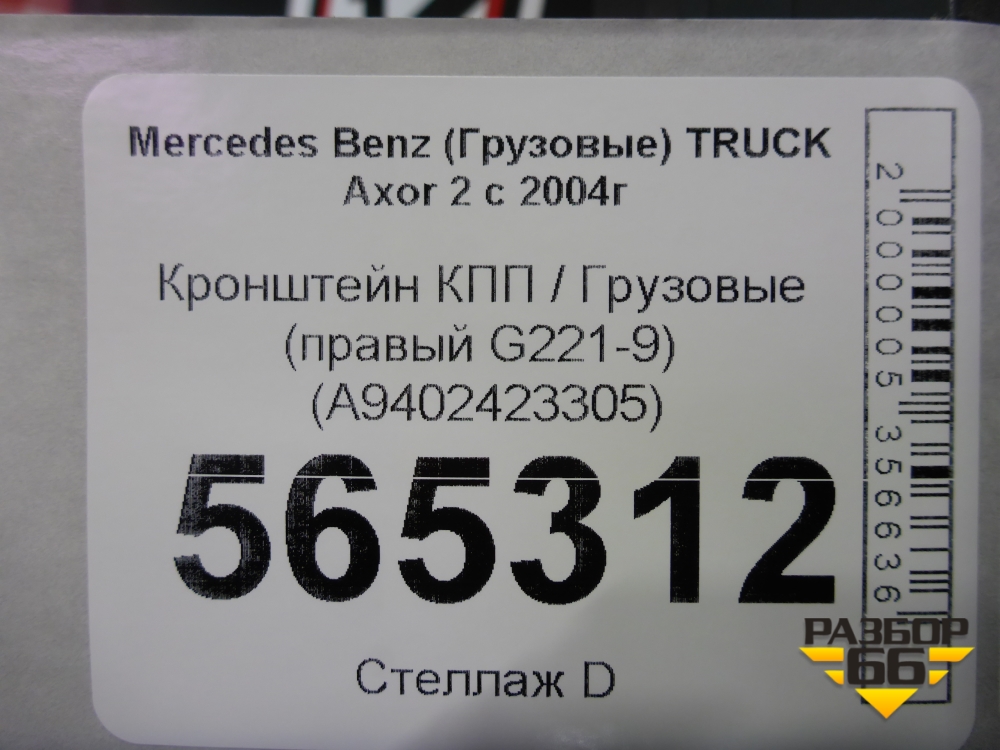 Mercedes Benz (Грузовые) TRUCK
Axor 2 с 2004г
Кронштейн КПП / Грузовые
(правый G221-9)
(A9402423305)
565312
Стеллаж D
2000005356636
РАЗБОР
66